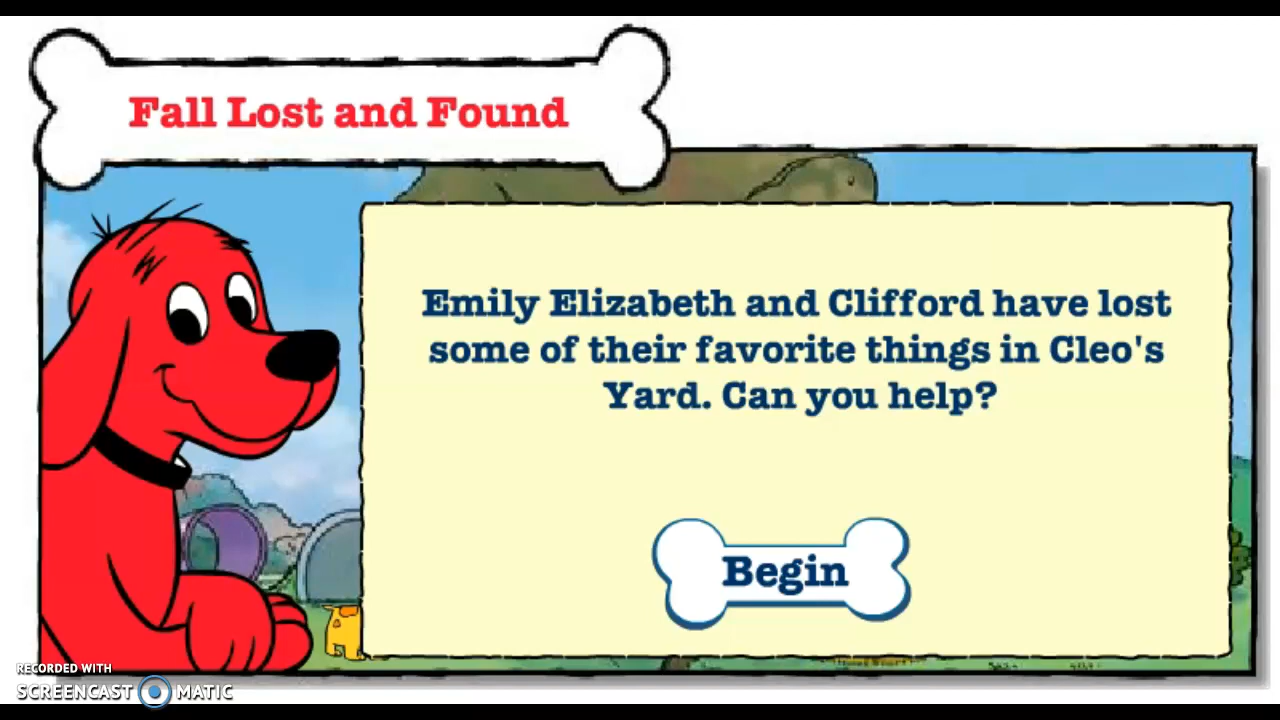 Fall Lost and Found
Emily Elizabeth and Clifford have lost
some of their favorite things in Cleo's
Yard. Can you help?
Begin
RECORDED WITH
SCREENCAST MATIC